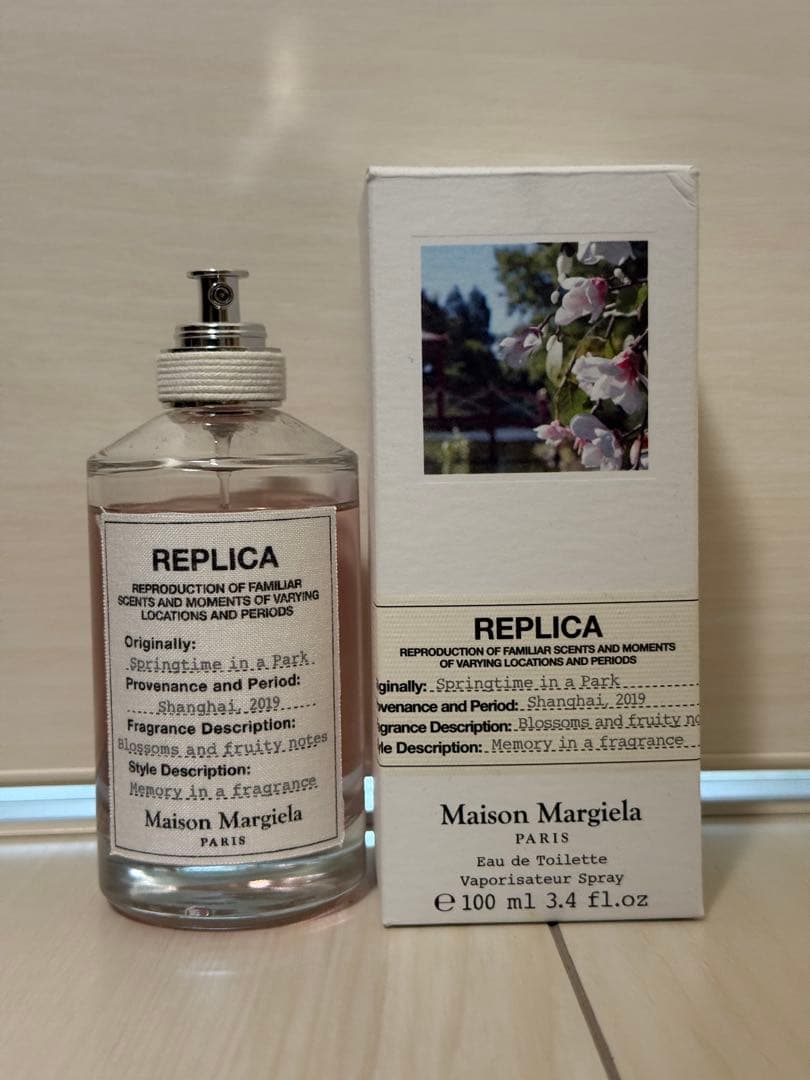 REPLICA
REPRODUCTION OF FAMILIAR
SCENTS AND MOMENTS OF VARYING
LOCATIONS AND PERIODS
Originally:
Springtime in a Park
Provenance and Period:
Shanghai, 2019
Fragrance Description:
Blossoms and fruity notes
Style Description:
Memory in a fragrance
Maison Margiela
PARIS
REPLICA
REPRODUCTION OF FAMILIAR SCENTS AND MOMENTS
OF VARYING LOCATIONS AND PERIODS
ginally: Springtime in a Park
venance and Period: Shanghai, 2019
grance Description: Blossoms and fruity no
le Description: Memory in a fragrance
Maison Margiela
PARIS
Eau de Toilette
Vaporisateur Spray
℮ 100 ml 3.4 fl.oz